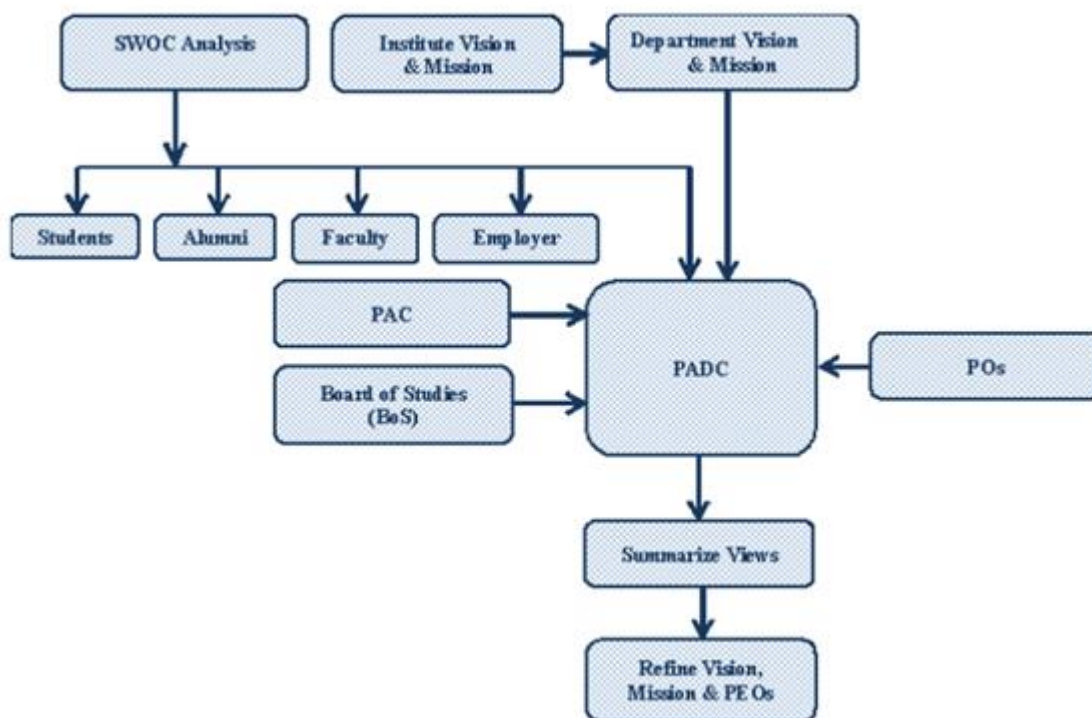 SWOC Analysis
Institute Vision
& Mission
Department Vision
& Mission
Students
Alumni
Faculty
Employer
PAC
PADC
POs
Board of Studies
(BoS)
Summarize Views
Refine Vision,
Mission & PEOs